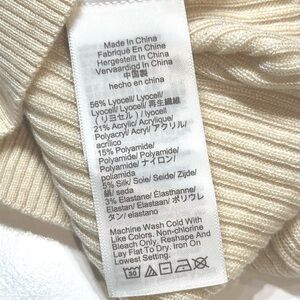 Made In China
Fabriqué En China
Hergestellt In China
Vervaardigd In China
中国製
hecho en china
56% Lyocell/ Lyocell/
Lyocell/ Lyocell/ 再生繊維
(リヨセル) / lyocell
21% Acrylic/ Acrylique/
Polyacryl/ Acryl/ アクリル/
acrílico
15% Polyamide/
Polyamide/ Polyamide/
Polyamide/ ナイロン/
poliamida
5% Silk/ Soie/ Seide/ Zijde/
絹/ seda
3% Elastane/ Élasthanne/
Elastan/ Elastaan/ ポリウレ
タン/ elastano
Machine Wash Cold With
Like Colors. Non-chlorine
Bleach Only. Reshape And
Lay Flat To Dry. Iron On
Lowest Setting.
30